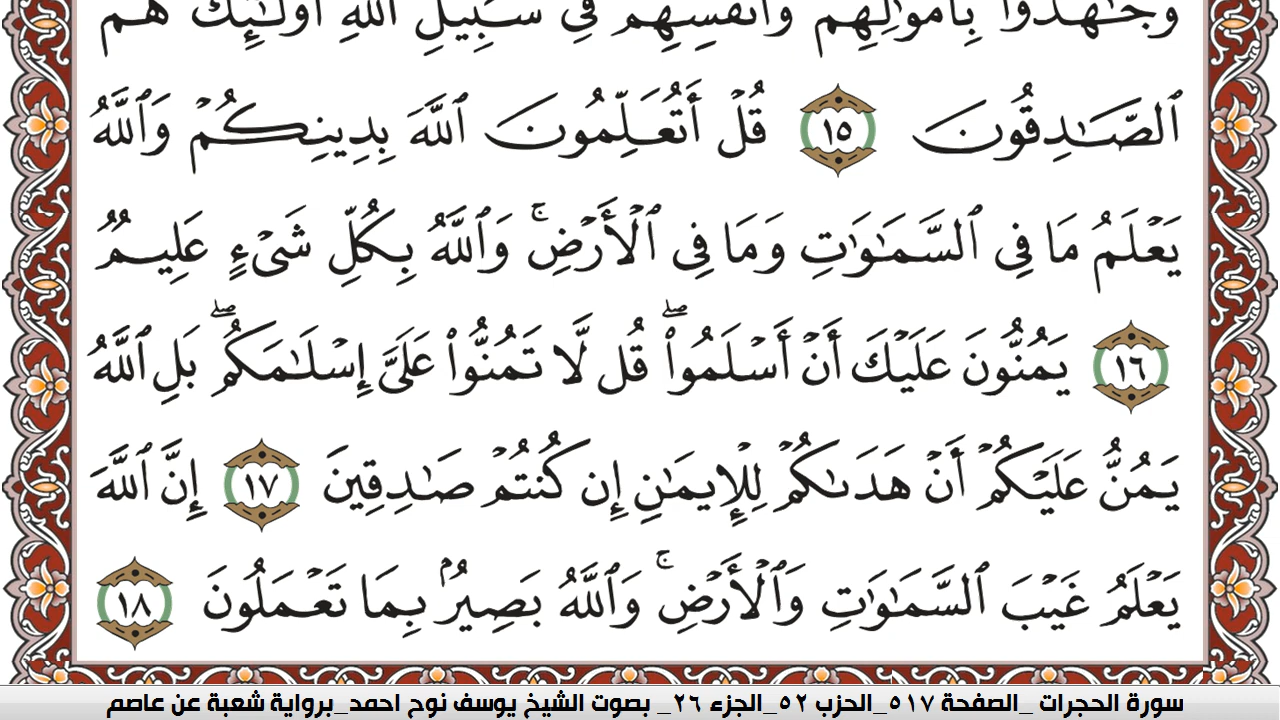 وَجَٰهَدُوا۟ بِأَمْوَٰلِهِمْ وَأَنفُسِهِمْ فِى سَبِيلِ ٱللَّهِ أُو۟لَٰٓئِكَ هُمُ
ٱلصَّٰدِقُونَ ١٥ قُلْ أَتُعَلِّمُونَ ٱللَّهَ بِدِينِكُمْ وَٱللَّهُ
يَعْلَمُ مَا فِى ٱلسَّمَٰوَٰتِ وَمَا فِى ٱلْأَرْضِۚ وَٱللَّهُ بِكُلِّ شَىْءٍ عَلِيمٌ
١٦ يَمُنُّونَ عَلَيْكَ أَنْ أَسْلَمُوا۟ۖ قُل لَّا تَمُنُّوا۟ عَلَىَّ إِسْلَٰمَكُمۖ بَلِ ٱللَّهُ
يَمُنُّ عَلَيْكُمْ أَنْ هَدَىٰكُمْ لِلْإِيمَٰنِ إِن كُنتُمْ صَٰدِقِينَ ١٧ إِنَّ ٱللَّهَ
يَعْلَمُ غَيْبَ ٱلسَّمَٰوَٰتِ وَٱلْأَرْضِۚ وَٱللَّهُ بَصِيرٌۢ بِمَا تَعْمَلُونَ ١٨
سورة الحجرات _الصفحة ٥١٧_الحزب ٥٢_الجزء ٢٦_ بصوت الشيخ يوسف نوح احمد_برواية شعبة عن عاصم